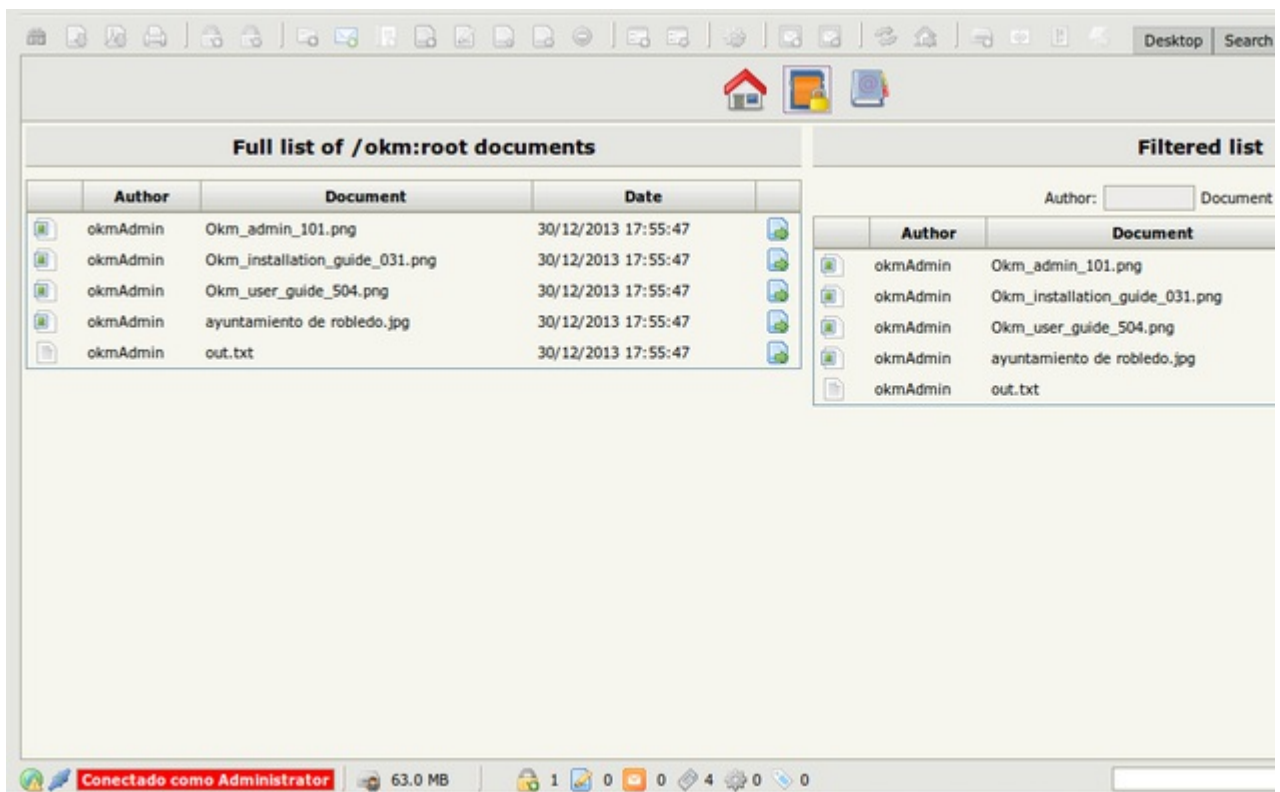 Desktop Search
Full list of /okm:root documents
Author Document Date
okmAdmin Okm_admin_101.png 30/12/2013 17:55:47
okmAdmin Okm_installation_guide_031.png 30/12/2013 17:55:47
okmAdmin Okm_user_guide_504.png 30/12/2013 17:55:47
okmAdmin ayuntamiento de robledo.jpg 30/12/2013 17:55:47
okmAdmin out.txt 30/12/2013 17:55:47
Filtered list
Author: Document
Author Document
okmAdmin Okm_admin_101.png
okmAdmin Okm_installation_guide_031.png
okmAdmin Okm_user_guide_504.png
okmAdmin ayuntamiento de robledo.jpg
okmAdmin out.txt
Conectado como Administrator 63.0 MB 1 0 0 4 0 0